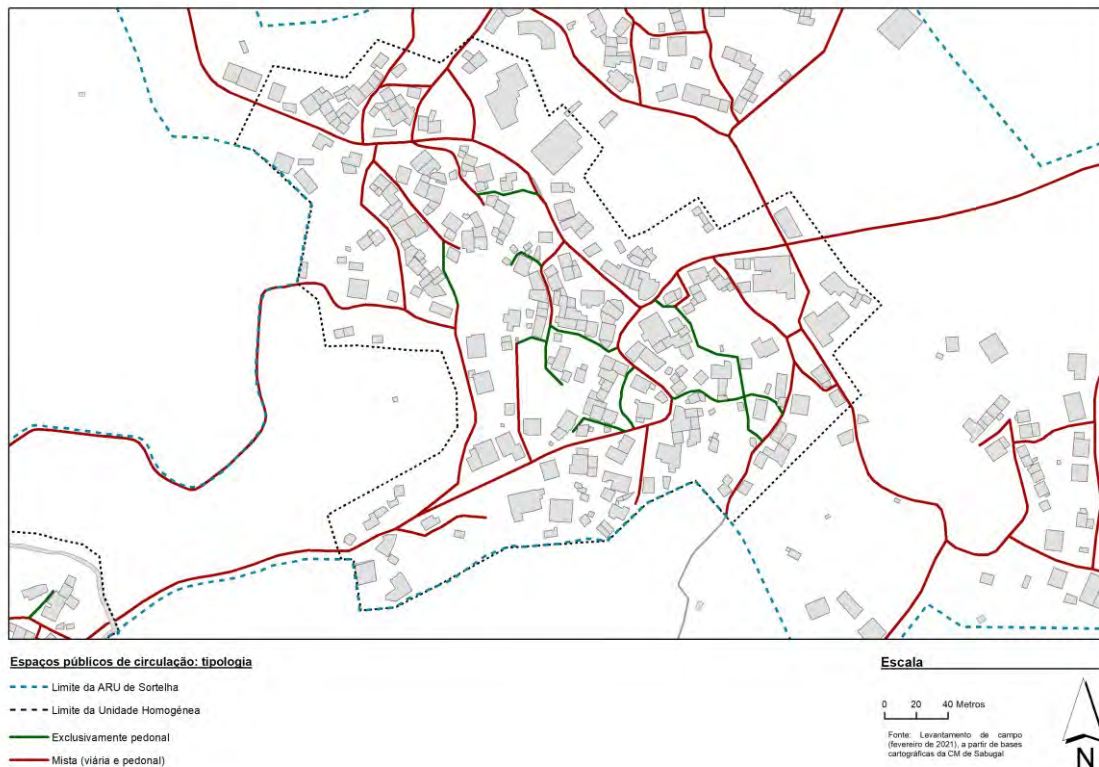 Espaços públicos de circulação: tipologia
Limite da ARU de Sortelha
Limite da Unidade Homogénea
Exclusivamente pedonal
Mista (viária e pedonal)
Escala
0 20 40 Metros
Fonte: Levantamento de campo
(fevereiro de 2021), a partir de bases
cartográficas da CM de Sabugal
N